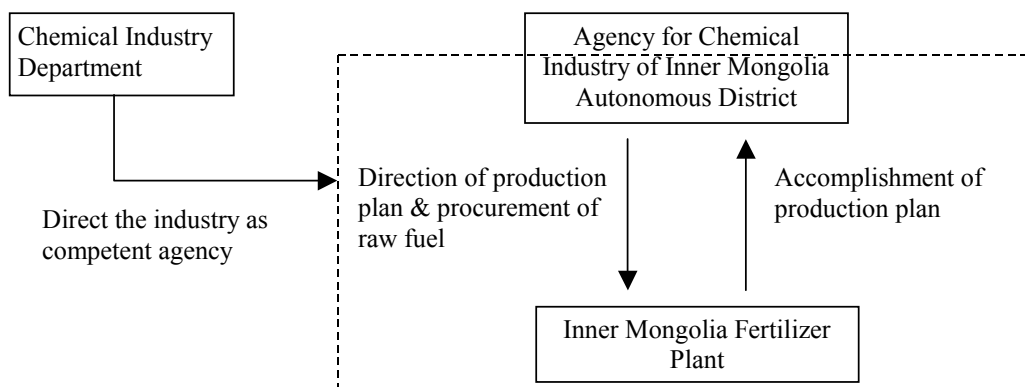 Chemical Industry
Department
Agency for Chemical
Industry of Inner Mongolia
Autonomous District
Direct the industry as
competent agency
Direction of production
plan & procurement of
raw fuel
Accomplishment of
production plan
Inner Mongolia Fertilizer
Plant